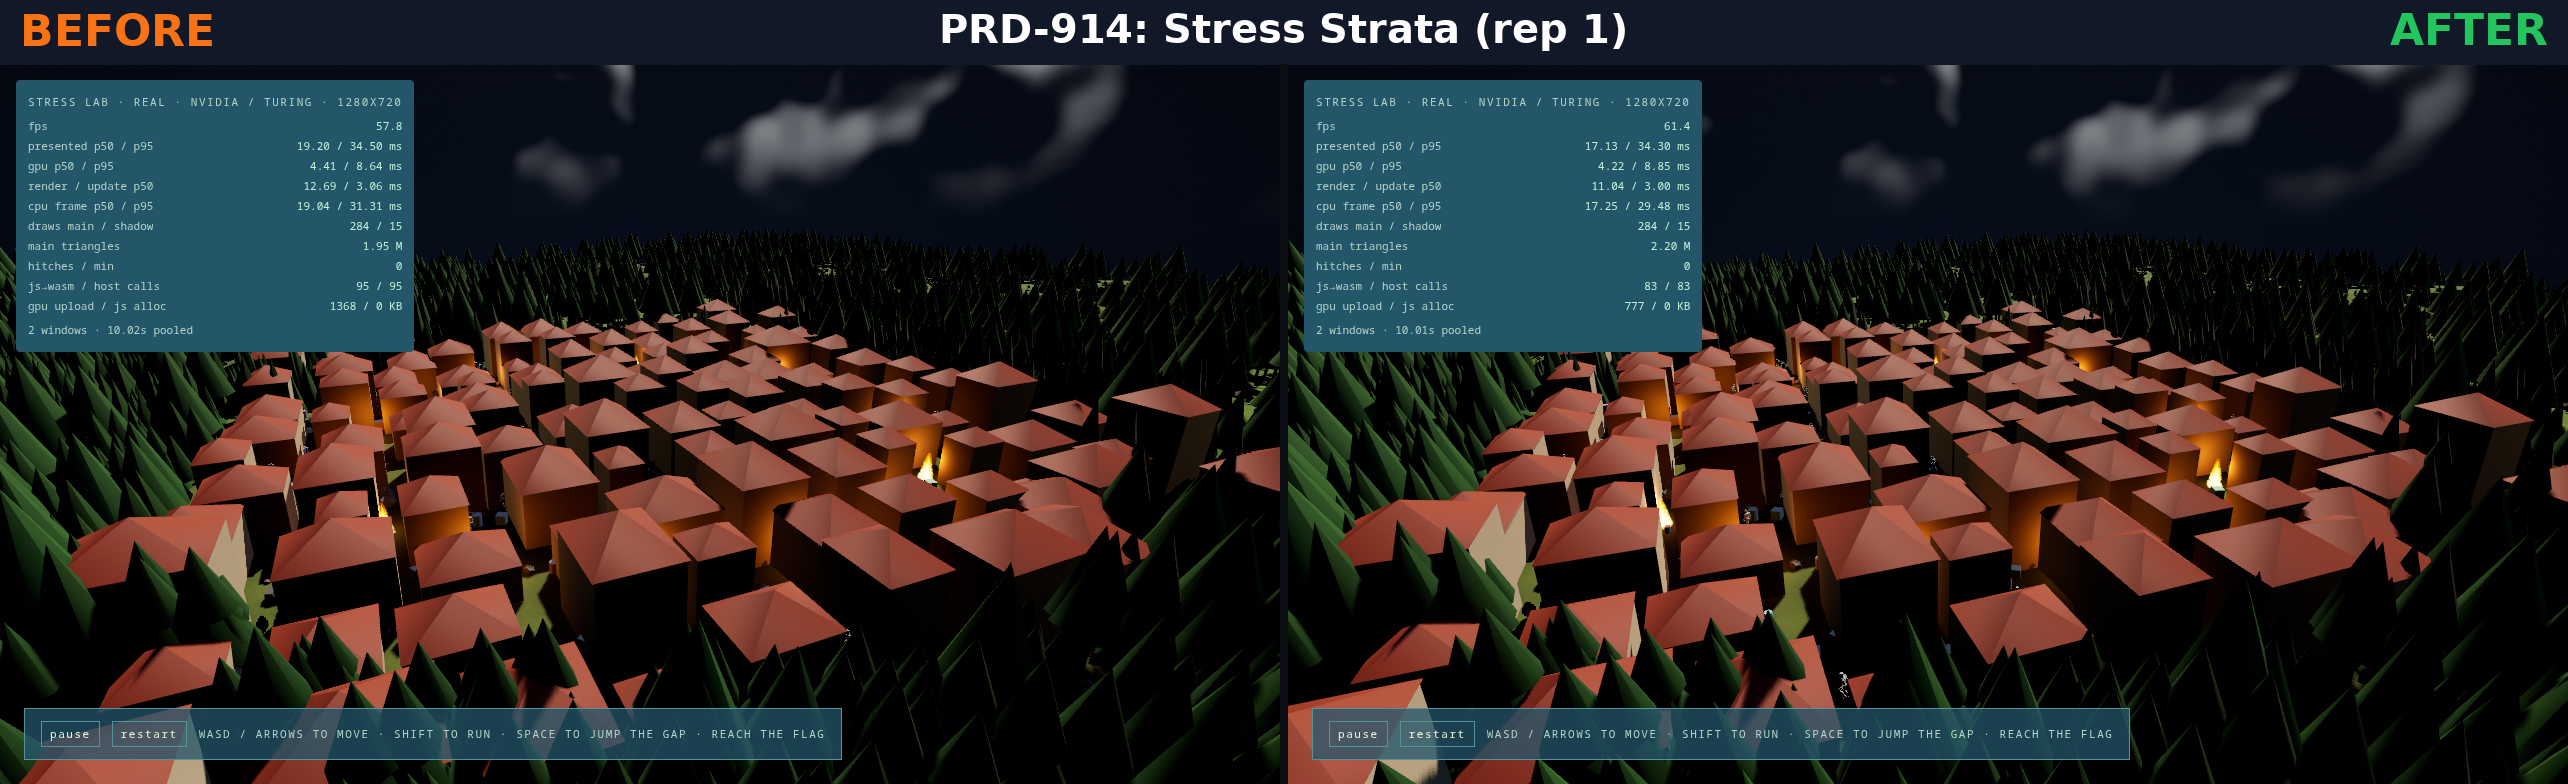 BEFORE
PRD-914: Stress Strata (rep 1)
AFTER
STRESS LAB · REAL · NVIDIA / TURING · 1280X720
fps 57.8
presented p50 / p95 19.20 / 34.50 ms
gpu p50 / p95 4.41 / 8.64 ms
render / update p50 12.69 / 3.06 ms
cpu frame p50 / p95 19.04 / 31.31 ms
draws main / shadow 284 / 15
main triangles 1.95 M
hitches / min 0
js→wasm / host calls 95 / 95
gpu upload / js alloc 1368 / 0 KB
2 windows · 10.02s pooled
pause restart WASD / ARROWS TO MOVE · SHIFT TO RUN · SPACE TO JUMP THE GAP · REACH THE FLAG
STRESS LAB · REAL · NVIDIA / TURING · 1280X720
fps 61.4
presented p50 / p95 17.13 / 34.30 ms
gpu p50 / p95 4.22 / 8.85 ms
render / update p50 11.04 / 3.00 ms
cpu frame p50 / p95 17.25 / 29.48 ms
draws main / shadow 284 / 15
main triangles 2.20 M
hitches / min 0
js→wasm / host calls 83 / 83
gpu upload / js alloc 777 / 0 KB
2 windows · 10.01s pooled
pause restart WASD / ARROWS TO MOVE · SHIFT TO RUN · SPACE TO JUMP THE GAP · REACH THE FLAG